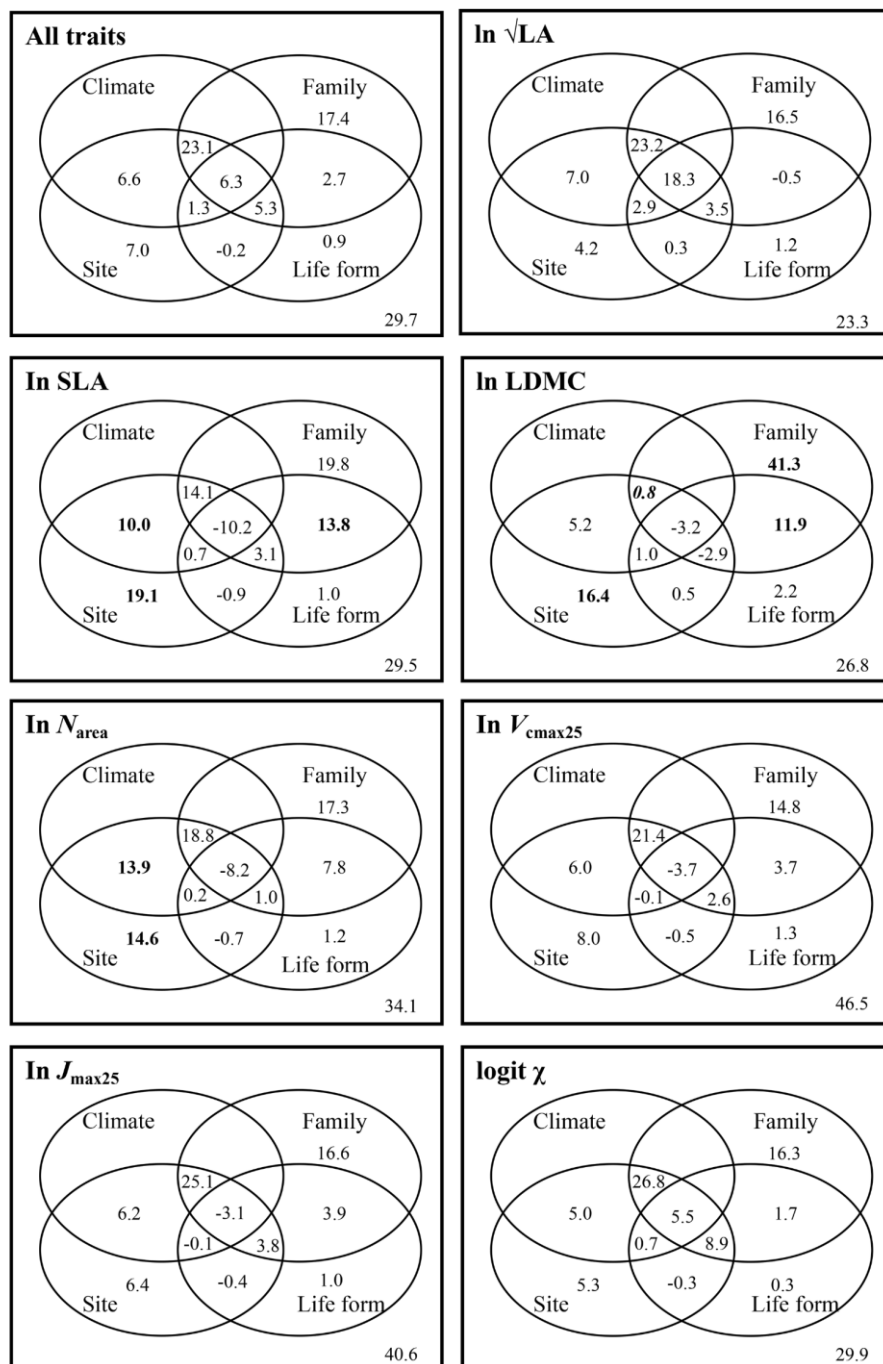 All traits
Climate Family
17.4
23.1
6.6 6.3 2.7
1.3 5.3
7.0 -0.2 0.9
Site Life form
29.7
ln √LA
Climate Family
16.5
23.2
7.0 18.3 -0.5
2.9 3.5
4.2 0.3 1.2
Site Life form
23.3
In SLA
Climate Family
19.8
14.1
10.0 -10.2 13.8
0.7 3.1
19.1 -0.9 1.0
Site Life form
29.5
ln LDMC
Climate Family
41.3
0.8
5.2 -3.2 11.9
1.0 -2.9
16.4 0.5 2.2
Site Life form
26.8
In Narea
Climate Family
17.3
18.8
13.9 -8.2 7.8
0.2 1.0
14.6 -0.7 1.2
Site Life form
34.1
In Vcmax25
Climate Family
14.8
21.4
6.0 -3.7 3.7
-0.1 2.6
8.0 -0.5 1.3
Site Life form
46.5
In Jmax25
Climate Family
16.6
25.1
6.2 -3.1 3.9
-0.1 3.8
6.4 -0.4 1.0
Site Life form
40.6
logit χ
Climate Family
16.3
26.8
5.0 5.5 1.7
0.7 8.9
5.3 -0.3 0.3
Site Life form
29.9